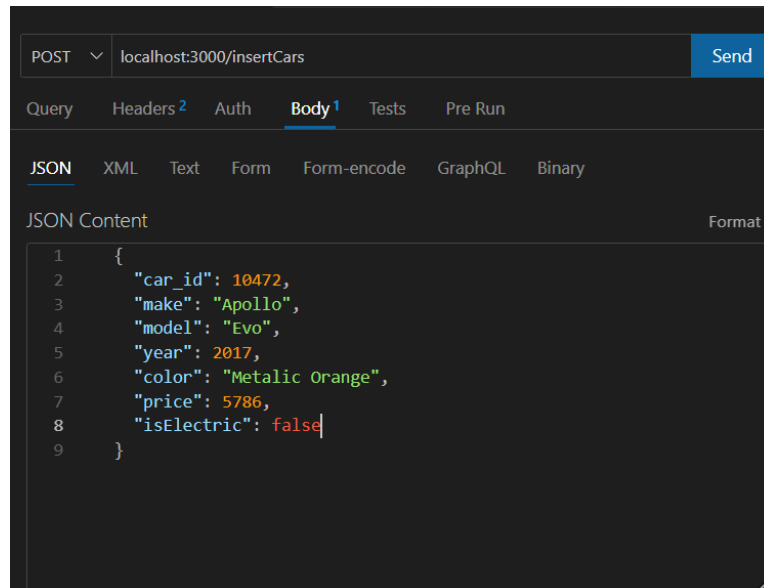 POST localhost:3000/insertCars Send
Query Headers 2 Auth Body 1 Tests Pre Run
JSON XML Text Form Form-encode GraphQL Binary
JSON Content Format
1 {
2 "car_id": 10472,
3 "make": "Apollo",
4 "model": "Evo",
5 "year": 2017,
6 "color": "Metalic Orange",
7 "price": 5786,
8 "isElectric": false
9 }